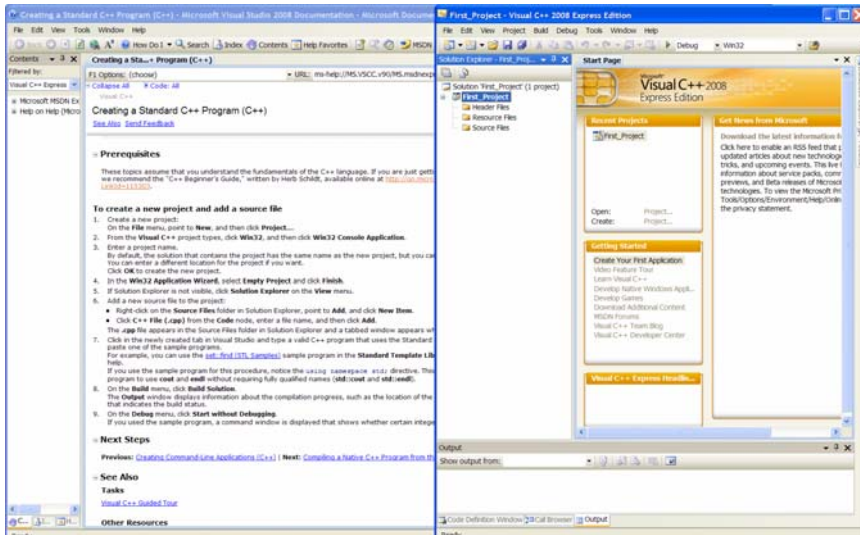 Creating a Standard C++ Program (C++) - Microsoft Visual Studio 2008 Documentation - Microsoft Docume
File Edit View Tools Window Help
How Do I Search Index Contents Help Favorites MSDN
Contents
Filtered by:
Visual C++ Express
Microsoft MSDN Ex
Help on Help (Micro
Creating a Sta...+ Program (C++)
F1 Options: (choose)
URL: ms-help://MS.VSCC.v90/MS.msdnexpr
Collapse All Code: All
Visual C++
Creating a Standard C++ Program (C++)
See Also Send Feedback
Prerequisites
These topics assume that you understand the fundamentals of the C++ language. If you are just getti
we recommend the "C++ Beginner's Guide," written by Herb Schildt, available online at
To create a new project and add a source file
1. Create a new project:
On the File menu, point to New, and then click Project....
2. From the Visual C++ project types, click Win32, and then click Win32 Console Application.
3. Enter a project name.
By default, the solution that contains the project has the same name as the new project, but you can
You can enter a different location for the project if you want.
Click OK to create the new project.
4. In the Win32 Application Wizard, select Empty Project and click Finish.
5. If Solution Explorer is not visible, click Solution Explorer on the View menu.
6. Add a new source file to the project:
Right-click on the Source Files folder in Solution Explorer, point to Add, and click New Item.
Click C++ File (.cpp) from the Code node, enter a file name, and then click Add.
The .cpp file appears in the Source Files folder in Solution Explorer and a tabbed window appears wh
7. Click in the newly created tab in Visual Studio and type a valid C++ program that uses the Standard
paste one of the sample programs.
For example, you can use the set::find (STL Samples) sample program in the Standard Template Lib
help.
If you use the sample program for this procedure, notice the using namespace std; directive. This
program to use cout and endl without requiring fully qualified names (std::cout and std::endl).
8. On the Build menu, click Build Solution.
The Output window displays information about the compilation progress, such as the location of the
that indicates the build status.
9. On the Debug menu, click Start without Debugging.
If you used the sample program, a command window is displayed that shows whether certain integer
Next Steps
Previous: Creating Command-Line Applications (C++) | Next: Compiling a Native C++ Program from th
See Also
Tasks
Visual C++ Guided Tour
Other Resources
First_Project - Visual C++ 2008 Express Edition
File Edit View Project Build Debug Tools Window Help
Debug Win32
Solution Explorer - First_Proj...
Solution 'First_Project' (1 project)
First_Project
Header Files
Resource Files
Source Files
Start Page
Visual C++ 2008
Express Edition
Recent Projects
First_Project
Open: Project...
Create: Project...
Getting Started
Create Your First Application
Video Feature Tour
Learn Visual C++
Develop Native Windows Appli...
Develop Games
Download Additional Content
MSDN Forums
Visual C++ Team Blog
Visual C++ Developer Center
Visual C++ Express Headlin...
Get News from Microsoft
Download the latest information fo
Click here to enable an RSS feed that p
updated articles about new technologie
tricks, and upcoming events. This live f
information about service packs, comm
previews, and Beta releases of Microsof
technologies. To view the Microsoft Pri
Tools/Options/Environment/Help/Onlin
the privacy statement.
Output
Show output from:
Code Definition Window Call Browser Output